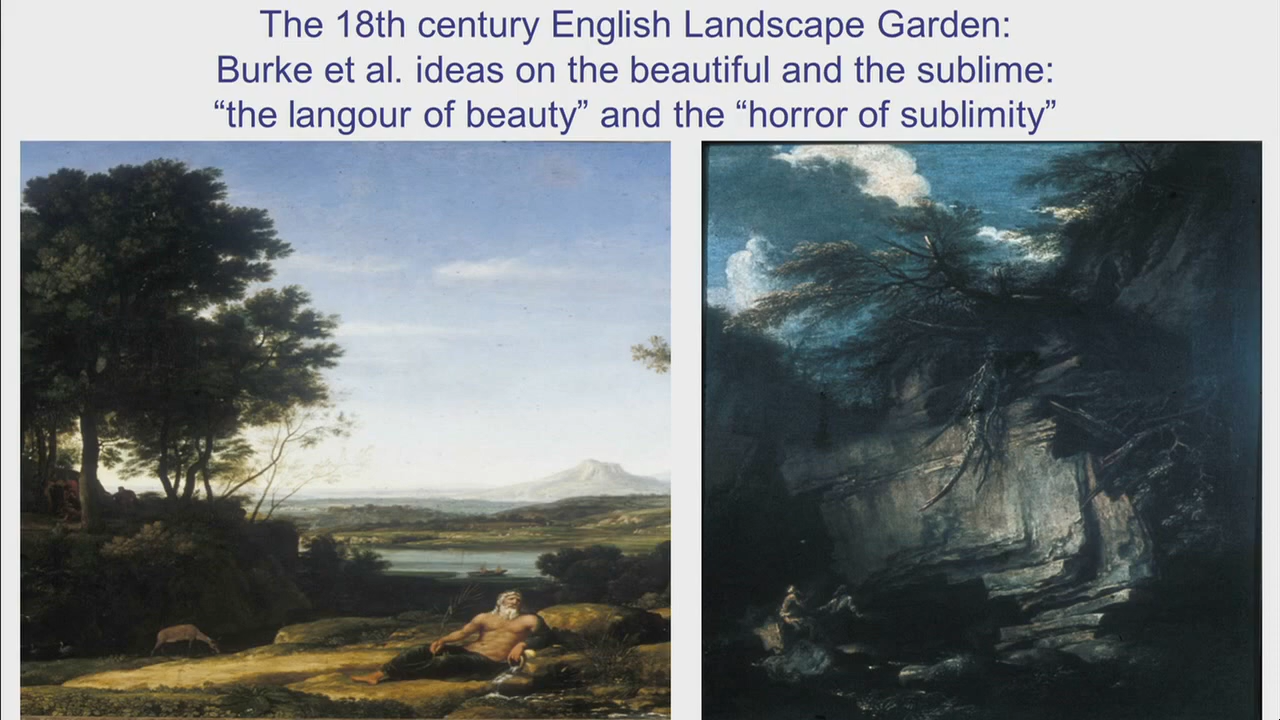 The 18th century English Landscape Garden:
Burke et al. ideas on the beautiful and the sublime:
“the langour of beauty” and the “horror of sublimity”